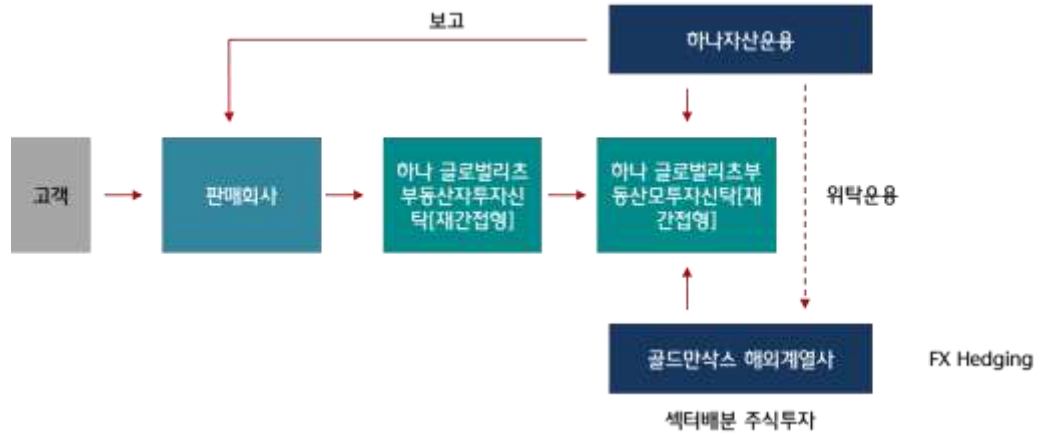 보고
하나자산운용
고객
판매회사
하나 글로벌리츠
부동산자투자신
탁[재간접형]
하나 글로벌리츠부
동산모투자신탁[재
간접형]
위탁운용
골드만삭스 해외계열사
FX Hedging
섹터배분 주식투자